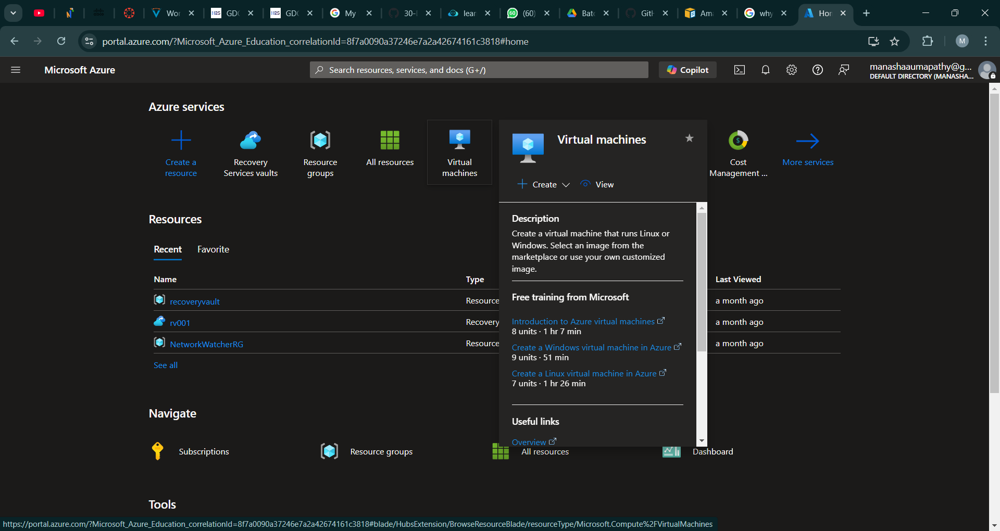 Wor
GD
GD
My
30-
lear
(60)
Bat
Git
Am
why
Hor
portal.azure.com/?Microsoft_Azure_Education_correlationId=8f7a0090a37246e7a2a42674161c3818#home
M
Microsoft Azure
Search resources, services, and docs (G+/)
Copilot
manashaaumapathy@g...
DEFAULT DIRECTORY (MANASHA...
Azure services
Create a
resource
Recovery
Services vaults
Resource
groups
All resources
Virtual
machines
Virtual machines
Create
View
Cost
Management ...
More services
Description
Create a virtual machine that runs Linux or
Windows. Select an image from the
marketplace or use your own customized
image.
Free training from Microsoft
Introduction to Azure virtual machines
8 units · 1 hr 7 min
Create a Windows virtual machine in Azure
9 units · 51 min
Create a Linux virtual machine in Azure
7 units · 1 hr 26 min
Useful links
Overview
Resources
Recent Favorite
Name Type Last Viewed
recoveryvault Resource a month ago
rv001 Recovery a month ago
NetworkWatcherRG Resource a month ago
See all
Navigate
Subscriptions
Resource groups
All resources
Dashboard
Tools
https://portal.azure.com/?Microsoft_Azure_Education_correlationId=8f7a0090a37246e7a2a42674161c3818#blade/HubsExtension/BrowseResourceBlade/resourceType/Microsoft.Compute%2FVirtualMachines